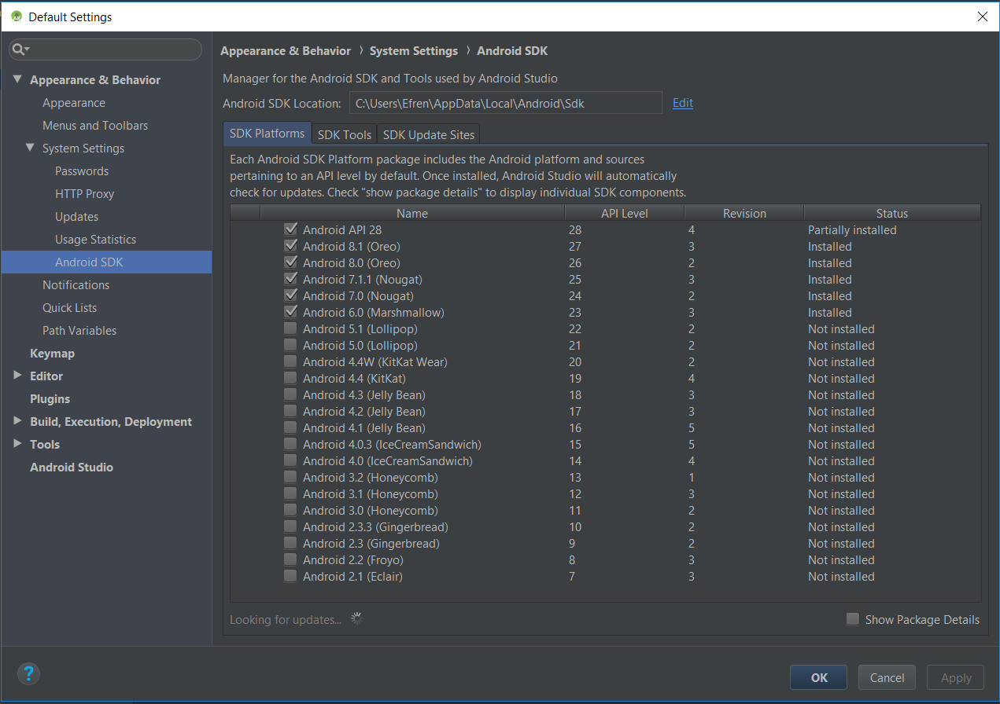 Default Settings
Appearance & Behavior
Appearance
Menus and Toolbars
System Settings
Passwords
HTTP Proxy
Updates
Usage Statistics
Android SDK
Notifications
Quick Lists
Path Variables
Keymap
Editor
Plugins
Build, Execution, Deployment
Tools
Android Studio
Appearance & Behavior › System Settings › Android SDK
Manager for the Android SDK and Tools used by Android Studio
Android SDK Location: C:\Users\Efren\AppData\Local\Android\Sdk Edit
SDK Platforms SDK Tools SDK Update Sites
Each Android SDK Platform package includes the Android platform and sources
pertaining to an API level by default. Once installed, Android Studio will automatically
check for updates. Check "show package details" to display individual SDK components.
Name API Level Revision Status
Android API 28 28 4 Partially installed
Android 8.1 (Oreo) 27 3 Installed
Android 8.0 (Oreo) 26 2 Installed
Android 7.1.1 (Nougat) 25 3 Installed
Android 7.0 (Nougat) 24 2 Installed
Android 6.0 (Marshmallow) 23 3 Installed
Android 5.1 (Lollipop) 22 2 Not installed
Android 5.0 (Lollipop) 21 2 Not installed
Android 4.4W (KitKat Wear) 20 2 Not installed
Android 4.4 (KitKat) 19 4 Not installed
Android 4.3 (Jelly Bean) 18 3 Not installed
Android 4.2 (Jelly Bean) 17 3 Not installed
Android 4.1 (Jelly Bean) 16 5 Not installed
Android 4.0.3 (IceCreamSandwich) 15 5 Not installed
Android 4.0 (IceCreamSandwich) 14 4 Not installed
Android 3.2 (Honeycomb) 13 1 Not installed
Android 3.1 (Honeycomb) 12 3 Not installed
Android 3.0 (Honeycomb) 11 2 Not installed
Android 2.3.3 (Gingerbread) 10 2 Not installed
Android 2.3 (Gingerbread) 9 2 Not installed
Android 2.2 (Froyo) 8 3 Not installed
Android 2.1 (Eclair) 7 3 Not installed
Looking for updates... Show Package Details
? OK Cancel Apply